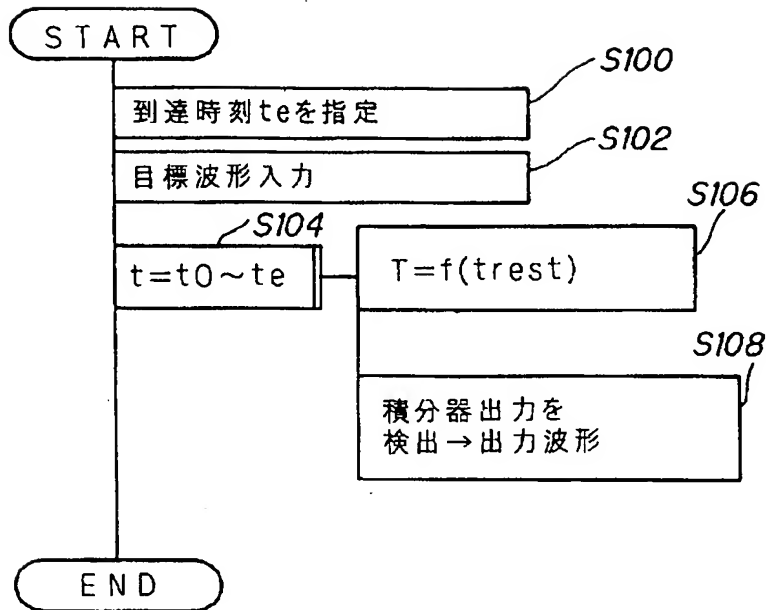 START
S100
到達時刻teを指定
S102
目標波形入力
S104
t=t0~te
S106
T=f(trest)
S108
積分器出力を
検出→出力波形
END